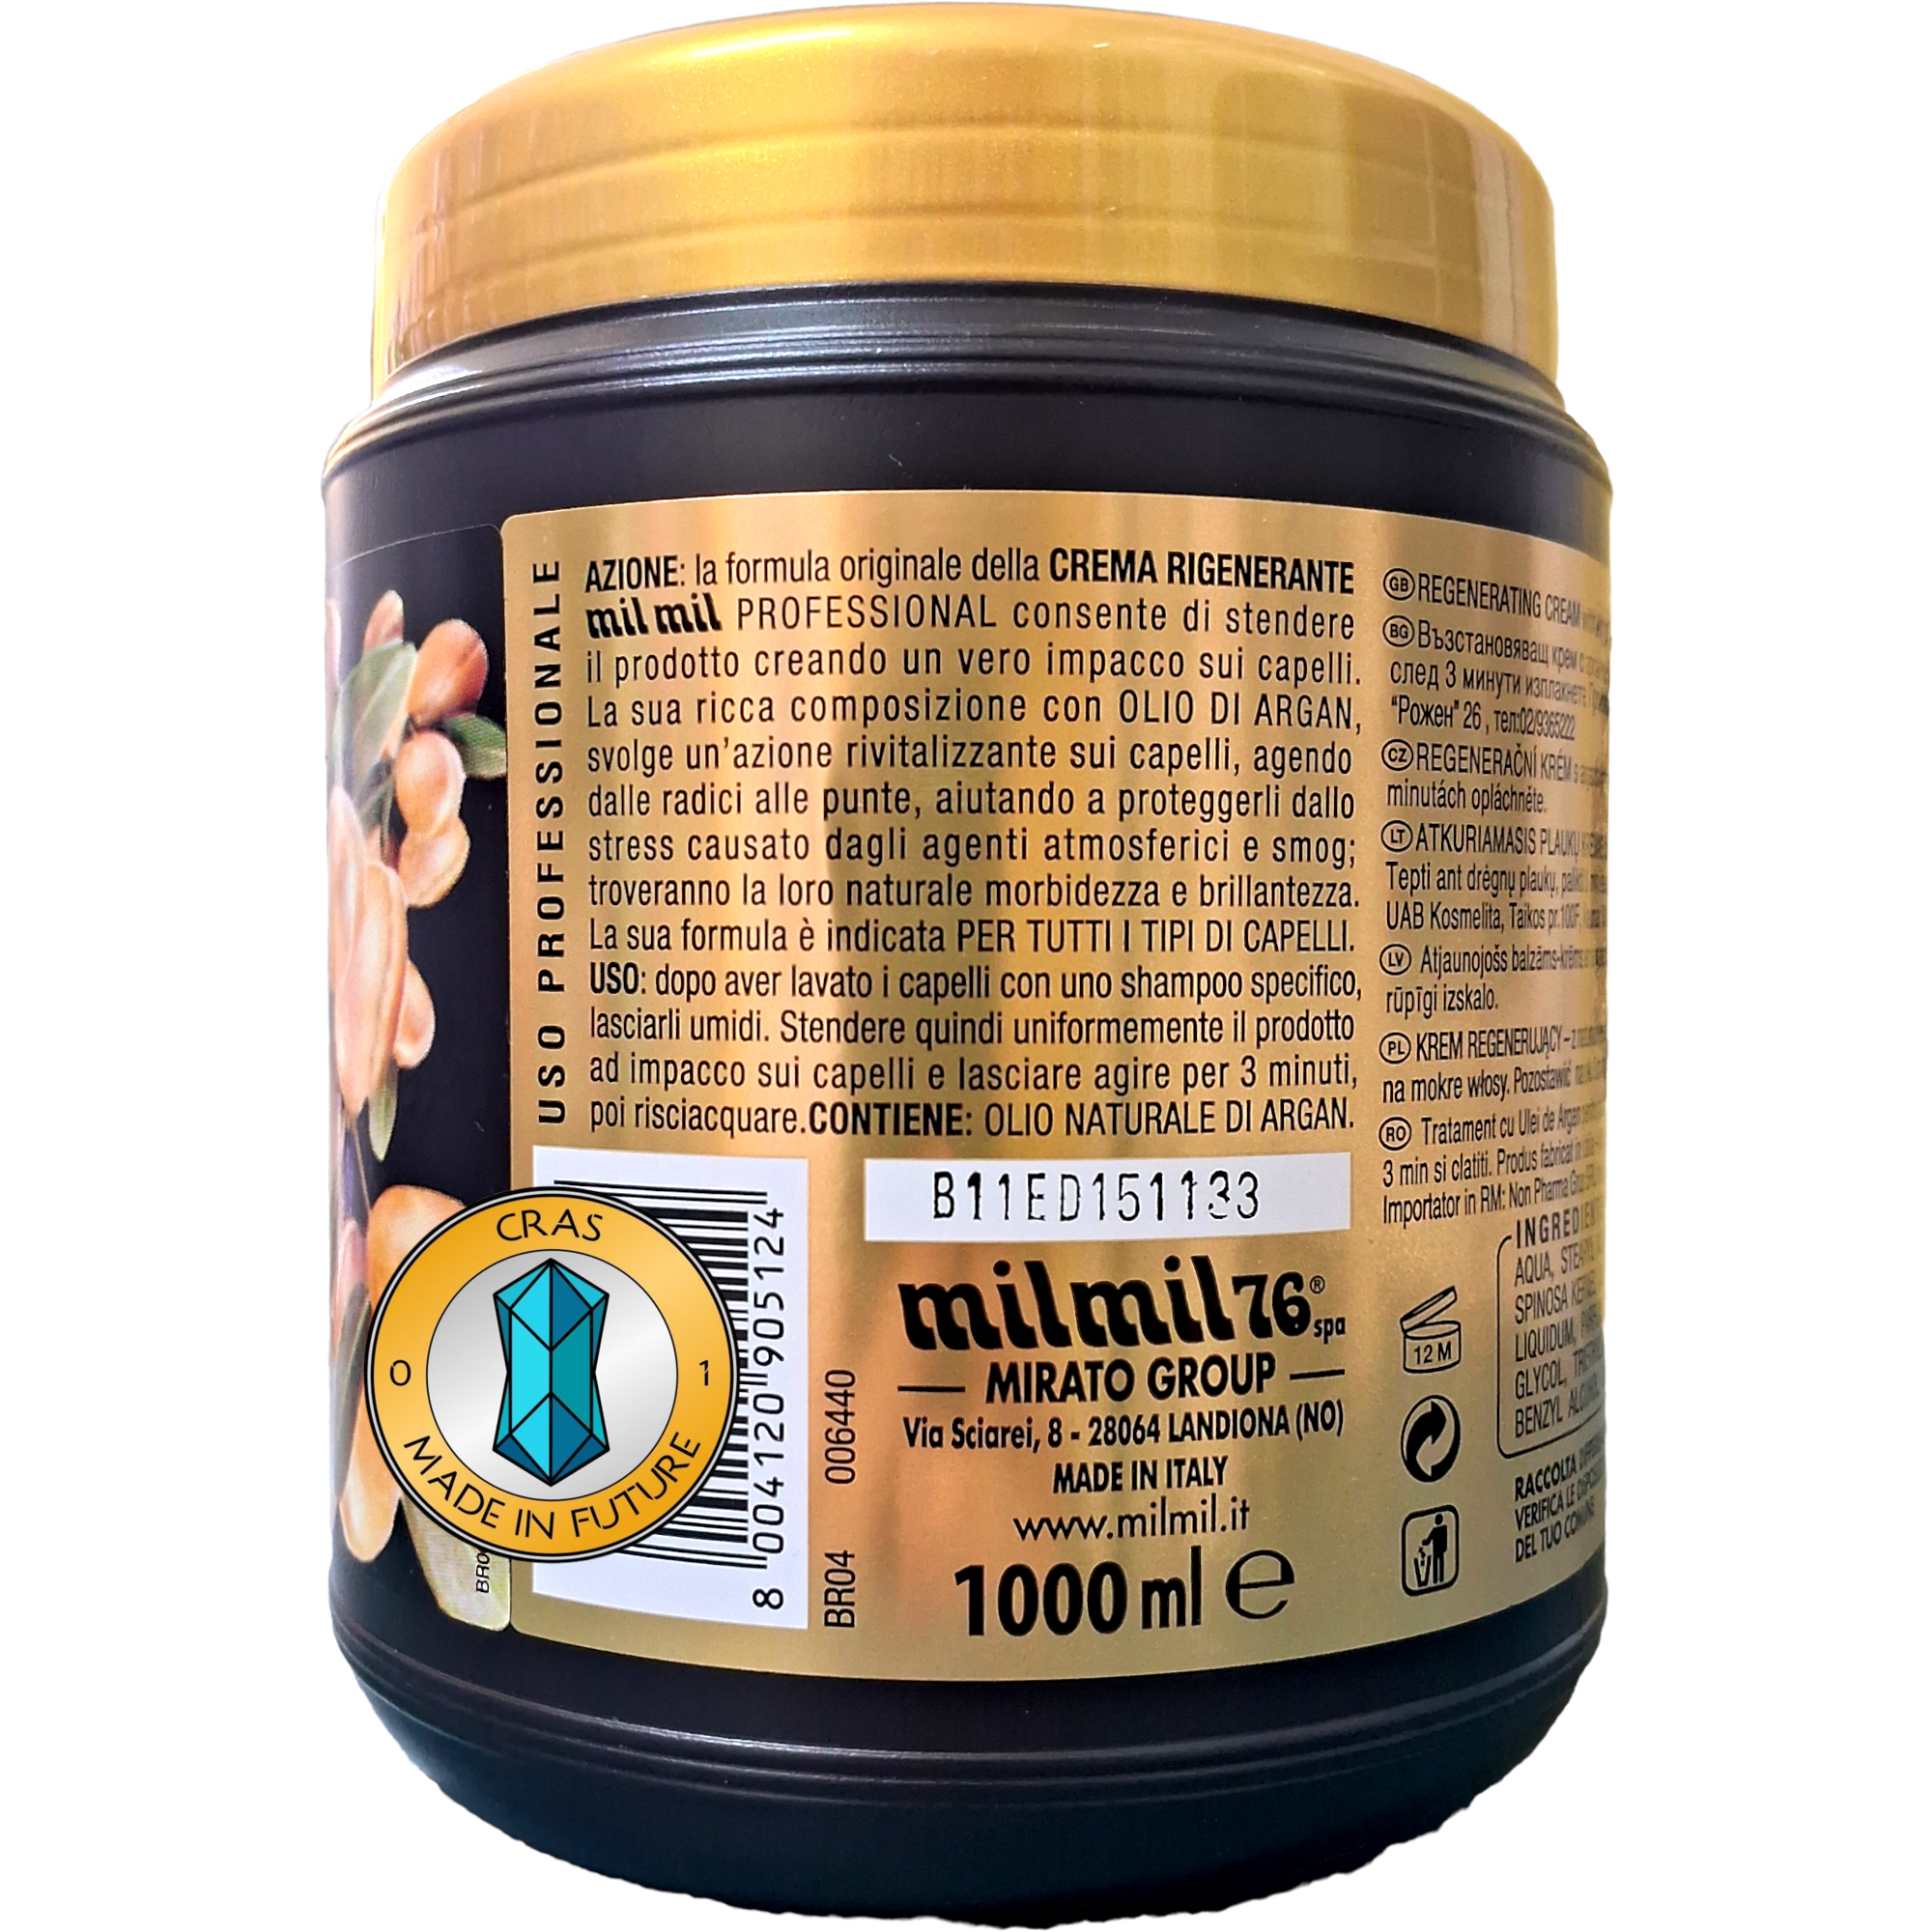 USO PROFESSIONALE
AZIONE: la formula originale della CREMA RIGENERANTE
mil mil PROFESSIONAL consente di stendere
il prodotto creando un vero impacco sui capelli.
La sua ricca composizione con OLIO DI ARGAN,
svolge un'azione rivitalizzante sui capelli, agendo
dalle radici alle punte, aiutando a proteggerli dallo
stress causato dagli agenti atmosferici e smog;
troveranno la loro naturale morbidezza e brillantezza.
La sua formula è indicata PER TUTTI I TIPI DI CAPELLI.
USO: dopo aver lavato i capelli con uno shampoo specifico,
lasciarli umidi. Stendere quindi uniformemente il prodotto
ad impacco sui capelli e lasciare agire per 3 minuti,
poi risciacquare. CONTIENE: OLIO NATURALE DI ARGAN.
B11ED151133
milmil76® spa
MIRATO GROUP
Via Sciarei, 8 - 28064 LANDIONA (NO)
MADE IN ITALY
www.milmil.it
1000 ml e
8 004120 905124
BR04 006440
CRAS
0 1
MADE IN FUTURE
GB REGENERATING CREAM
BG Възстановяващ крем с
след 3 минути изплакнете
"Рожен" 26, тел:02/9365222
CZ REGENERAČNÍ KRÉM s
minutách opláchněte.
LT ATKURIAMASIS PLAUKŲ
Tepti ant drėgnų plaukų,
UAB Kosmelita, Taikos pr.100F,
LV Atjaunojošs balzāms-krēms
rūpīgi izskalo.
PL KREM REGENERUJĄCY - z
na mokre włosy. Pozostawić
RO Tratament cu Ulei de Argan
3 min si clatiti. Produs fabricat in
Importator in RM: Non Pharma
12 M
AQUA,
SPINOSA
LIQUIDUM,
GLYCOL,
BENZYL
RACCOLTA
VERIFICA LE
DEL TUO COMUNE